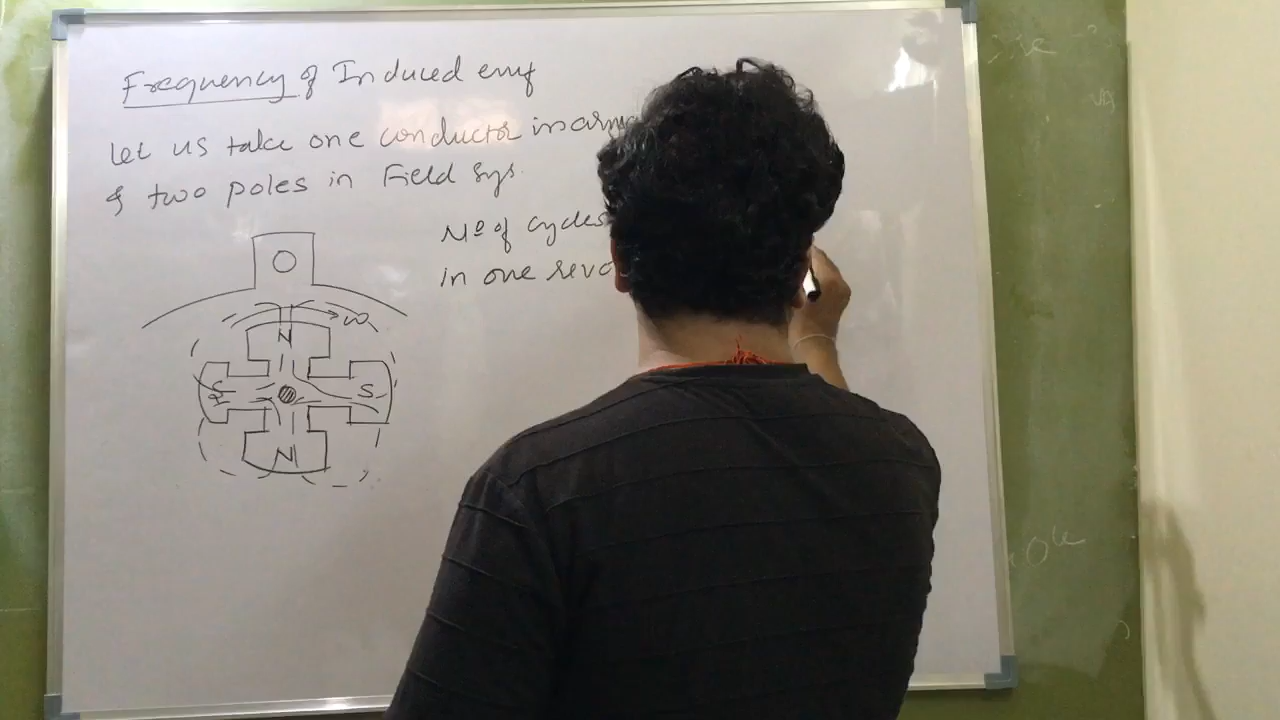 Frequency of Induced emf
Let us take one conductor in arm
& two poles in Field sys.
Nº of cycles
in one revo
N
ω
S
S
N